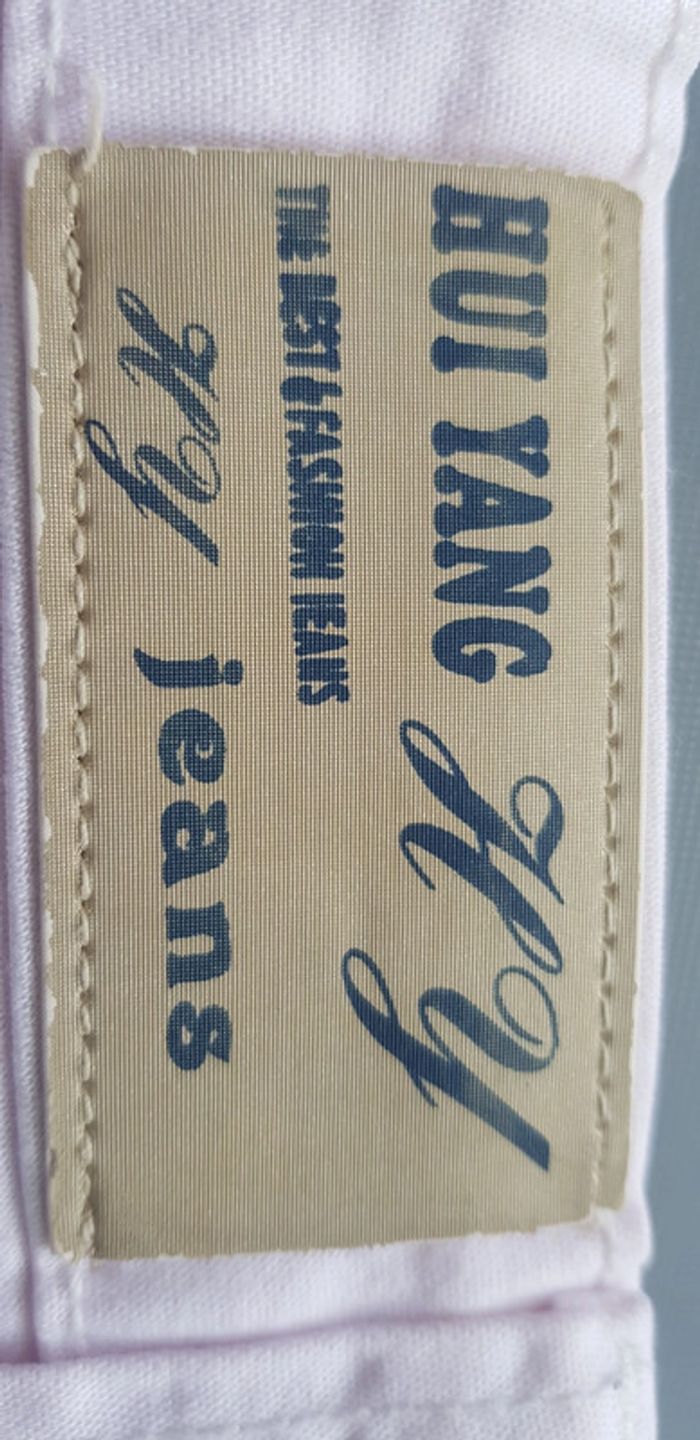 HUI YANG HY
THE BEST & FASHION JEANS
HY jeans